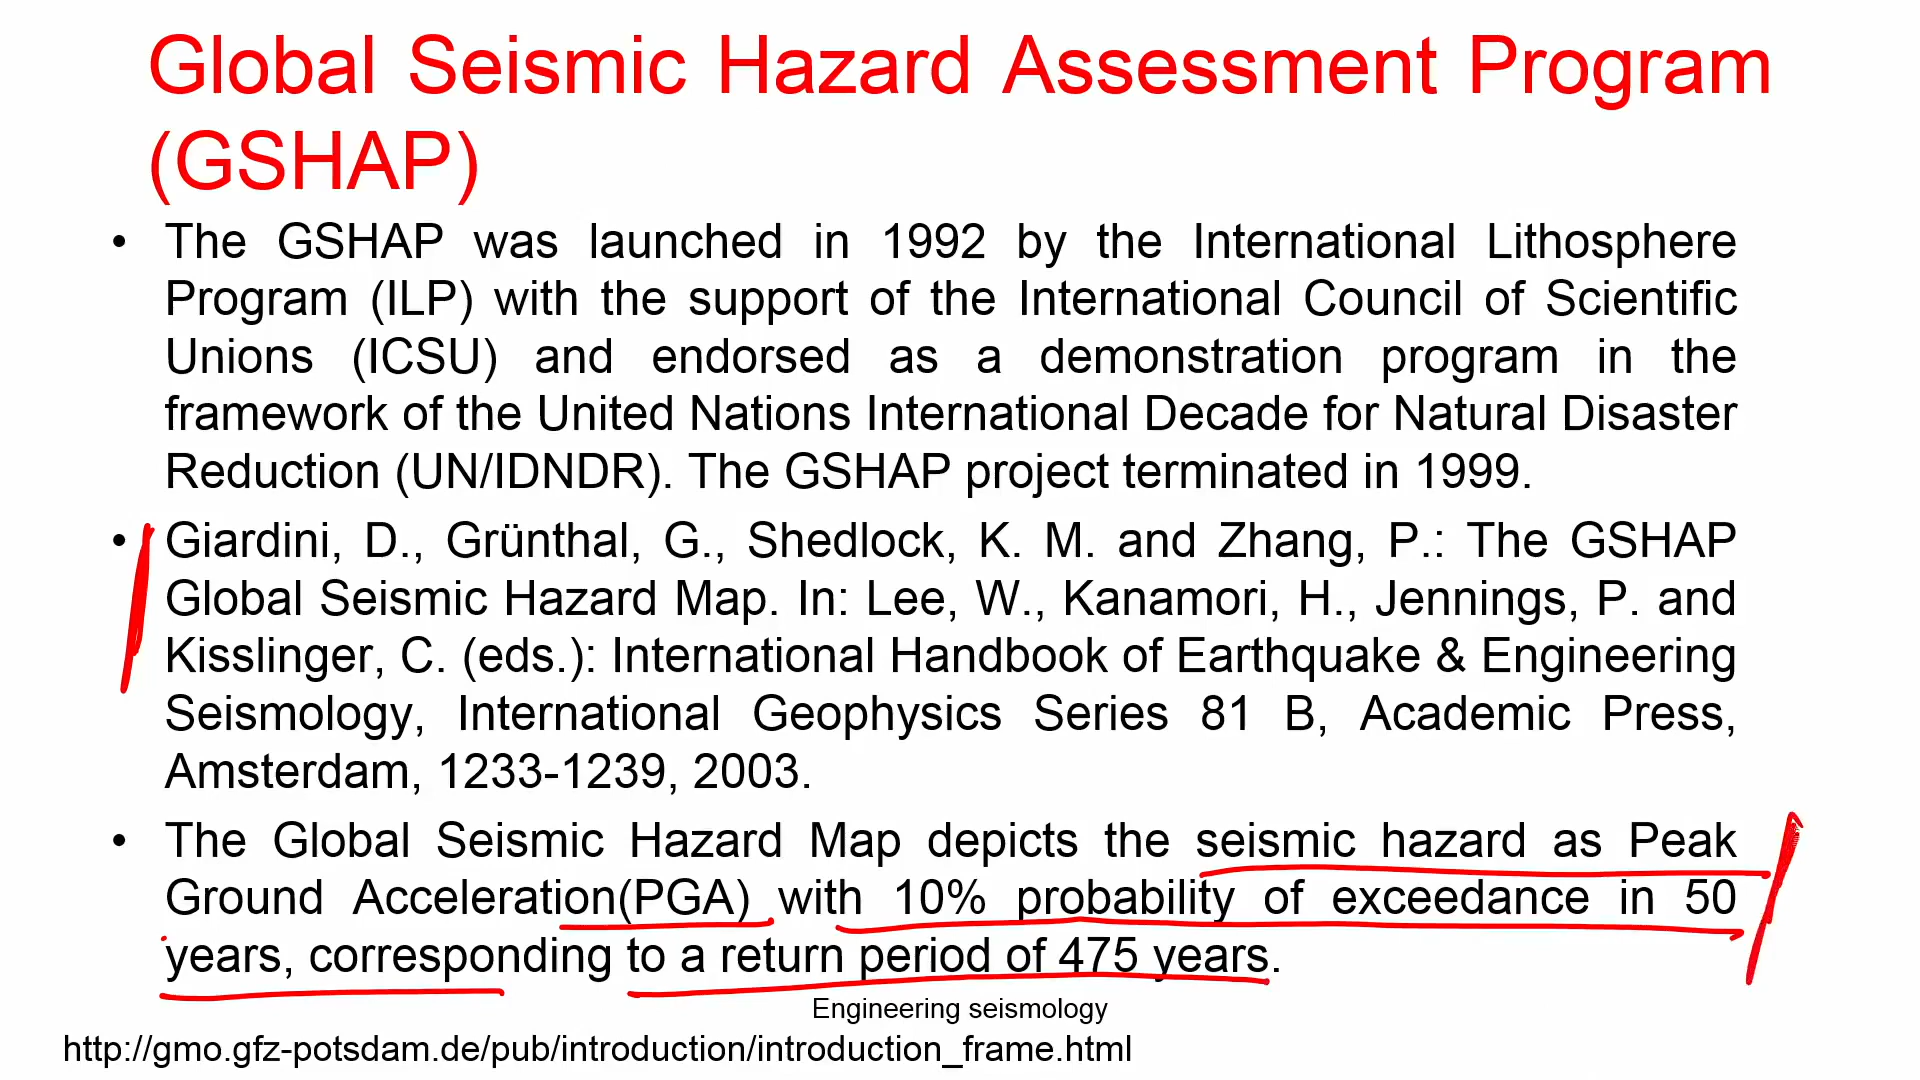 Global Seismic Hazard Assessment Program
(GSHAP)
• The GSHAP was launched in 1992 by the International Lithosphere
Program (ILP) with the support of the International Council of Scientific
Unions (ICSU) and endorsed as a demonstration program in the
framework of the United Nations International Decade for Natural Disaster
Reduction (UN/IDNDR). The GSHAP project terminated in 1999.
• Giardini, D., Grünthal, G., Shedlock, K. M. and Zhang, P.: The GSHAP
Global Seismic Hazard Map. In: Lee, W., Kanamori, H., Jennings, P. and
Kisslinger, C. (eds.): International Handbook of Earthquake & Engineering
Seismology, International Geophysics Series 81 B, Academic Press,
Amsterdam, 1233-1239, 2003.
• The Global Seismic Hazard Map depicts the seismic hazard as Peak
Ground Acceleration(PGA) with 10% probability of exceedance in 50
years, corresponding to a return period of 475 years.
Engineering seismology
http://gmo.gfz-potsdam.de/pub/introduction/introduction_frame.html